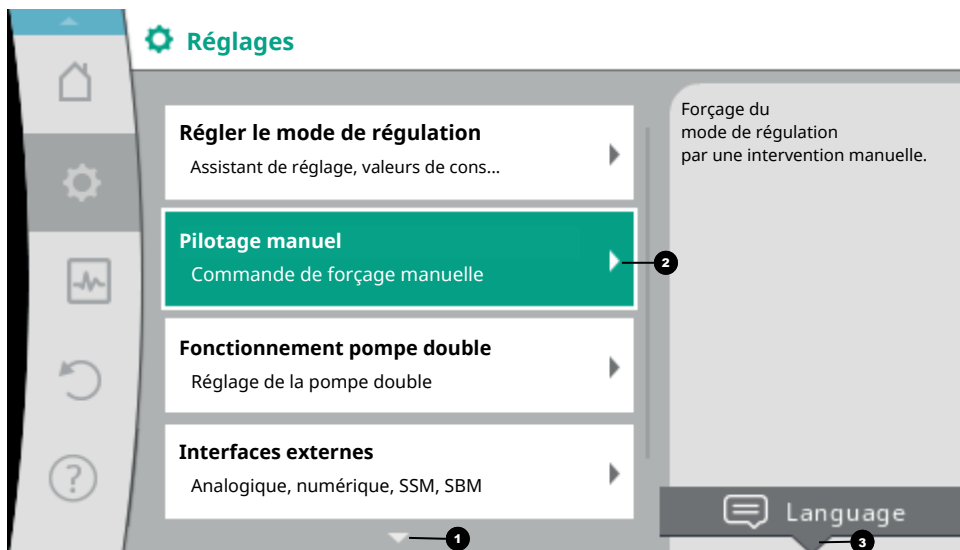 Réglages
Régler le mode de régulation
Assistant de réglage, valeurs de cons...
Pilotage manuel
Commande de forçage manuelle
2
Fonctionnement pompe double
Réglage de la pompe double
Interfaces externes
Analogique, numérique, SSM, SBM
1
Forçage du
mode de régulation
par une intervention manuelle.
Language
3
?